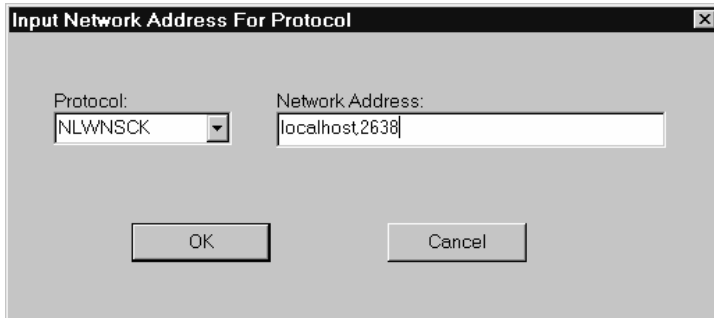 Input Network Address For Protocol
Protocol: Network Address:
NLWNSCK localhost,2638
OK Cancel